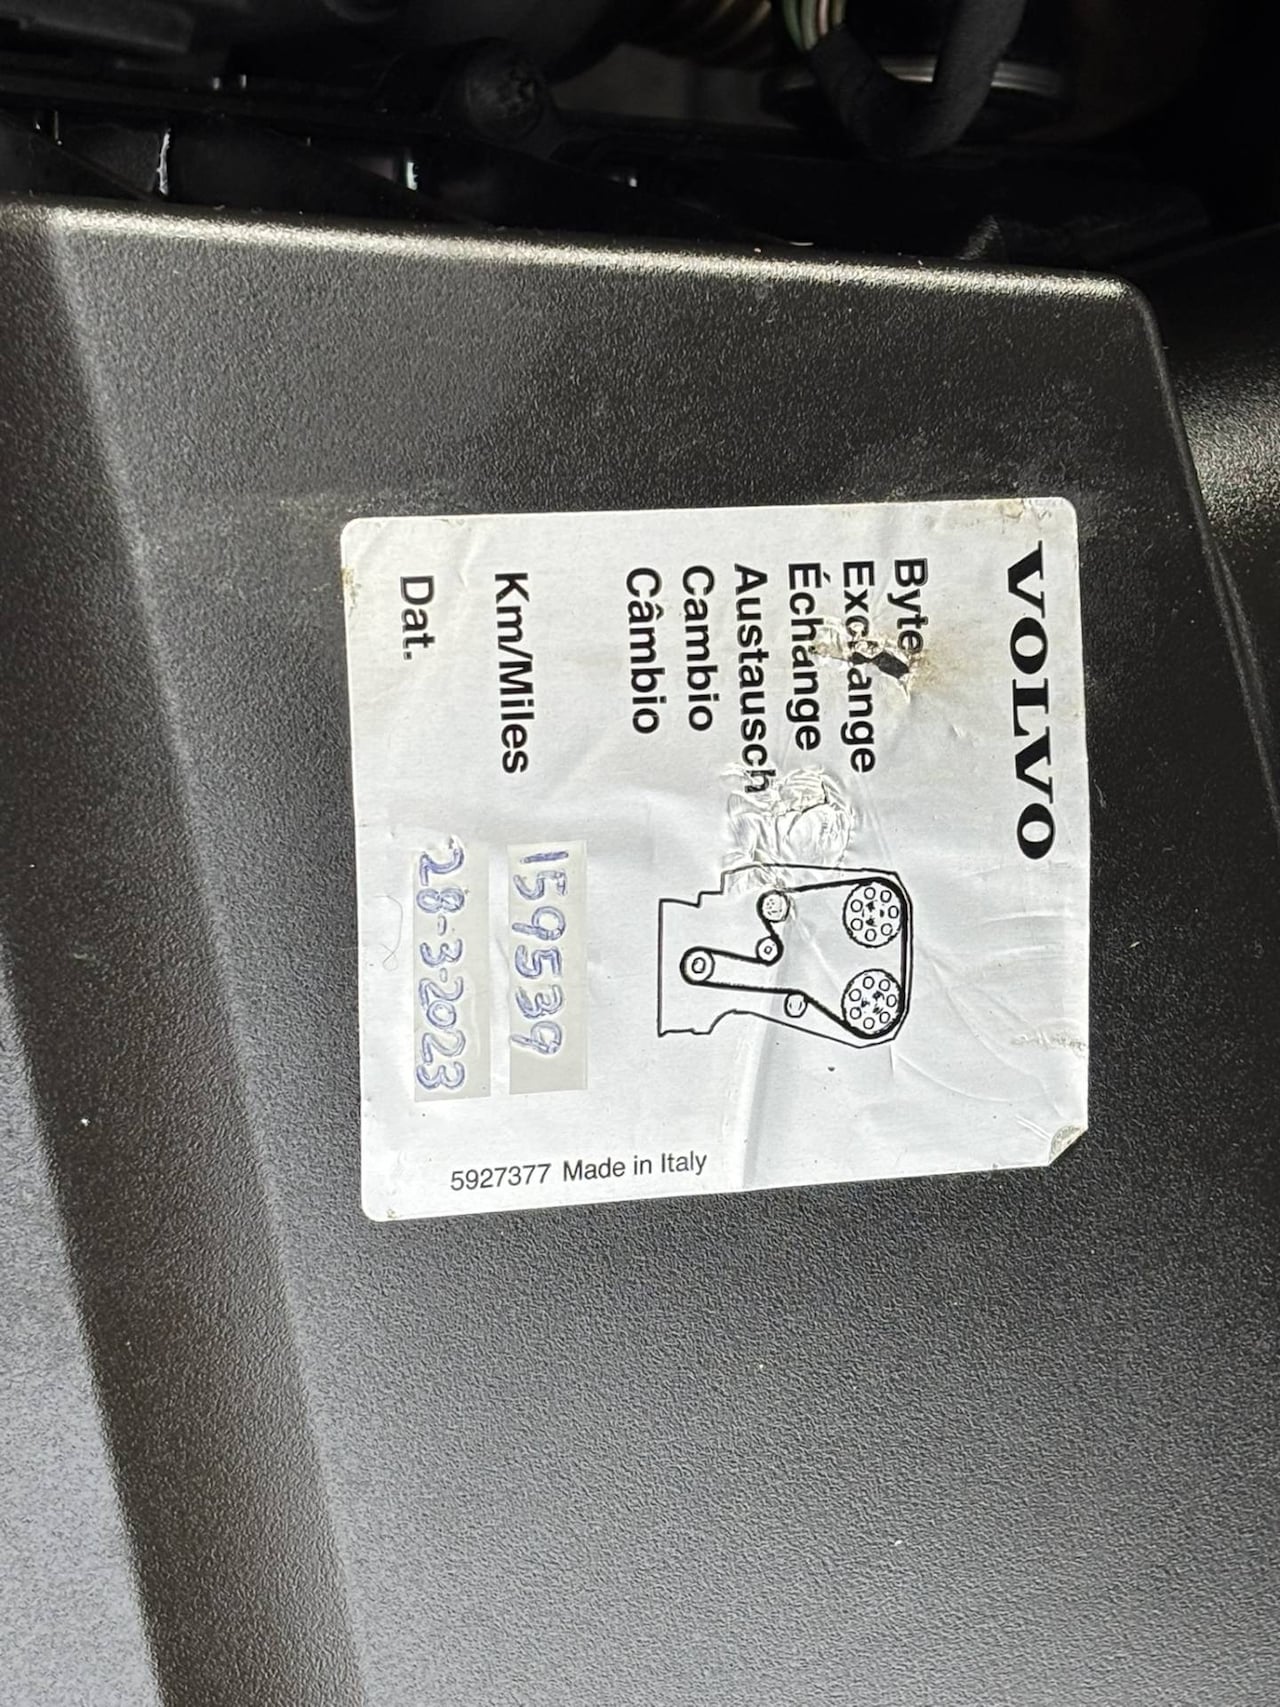 VOLVO
Byte
Exchange
Échange
Austausch
Cambio
Câmbio
Km/Miles 159539
Dat. 28-3-2023
5927377 Made in Italy